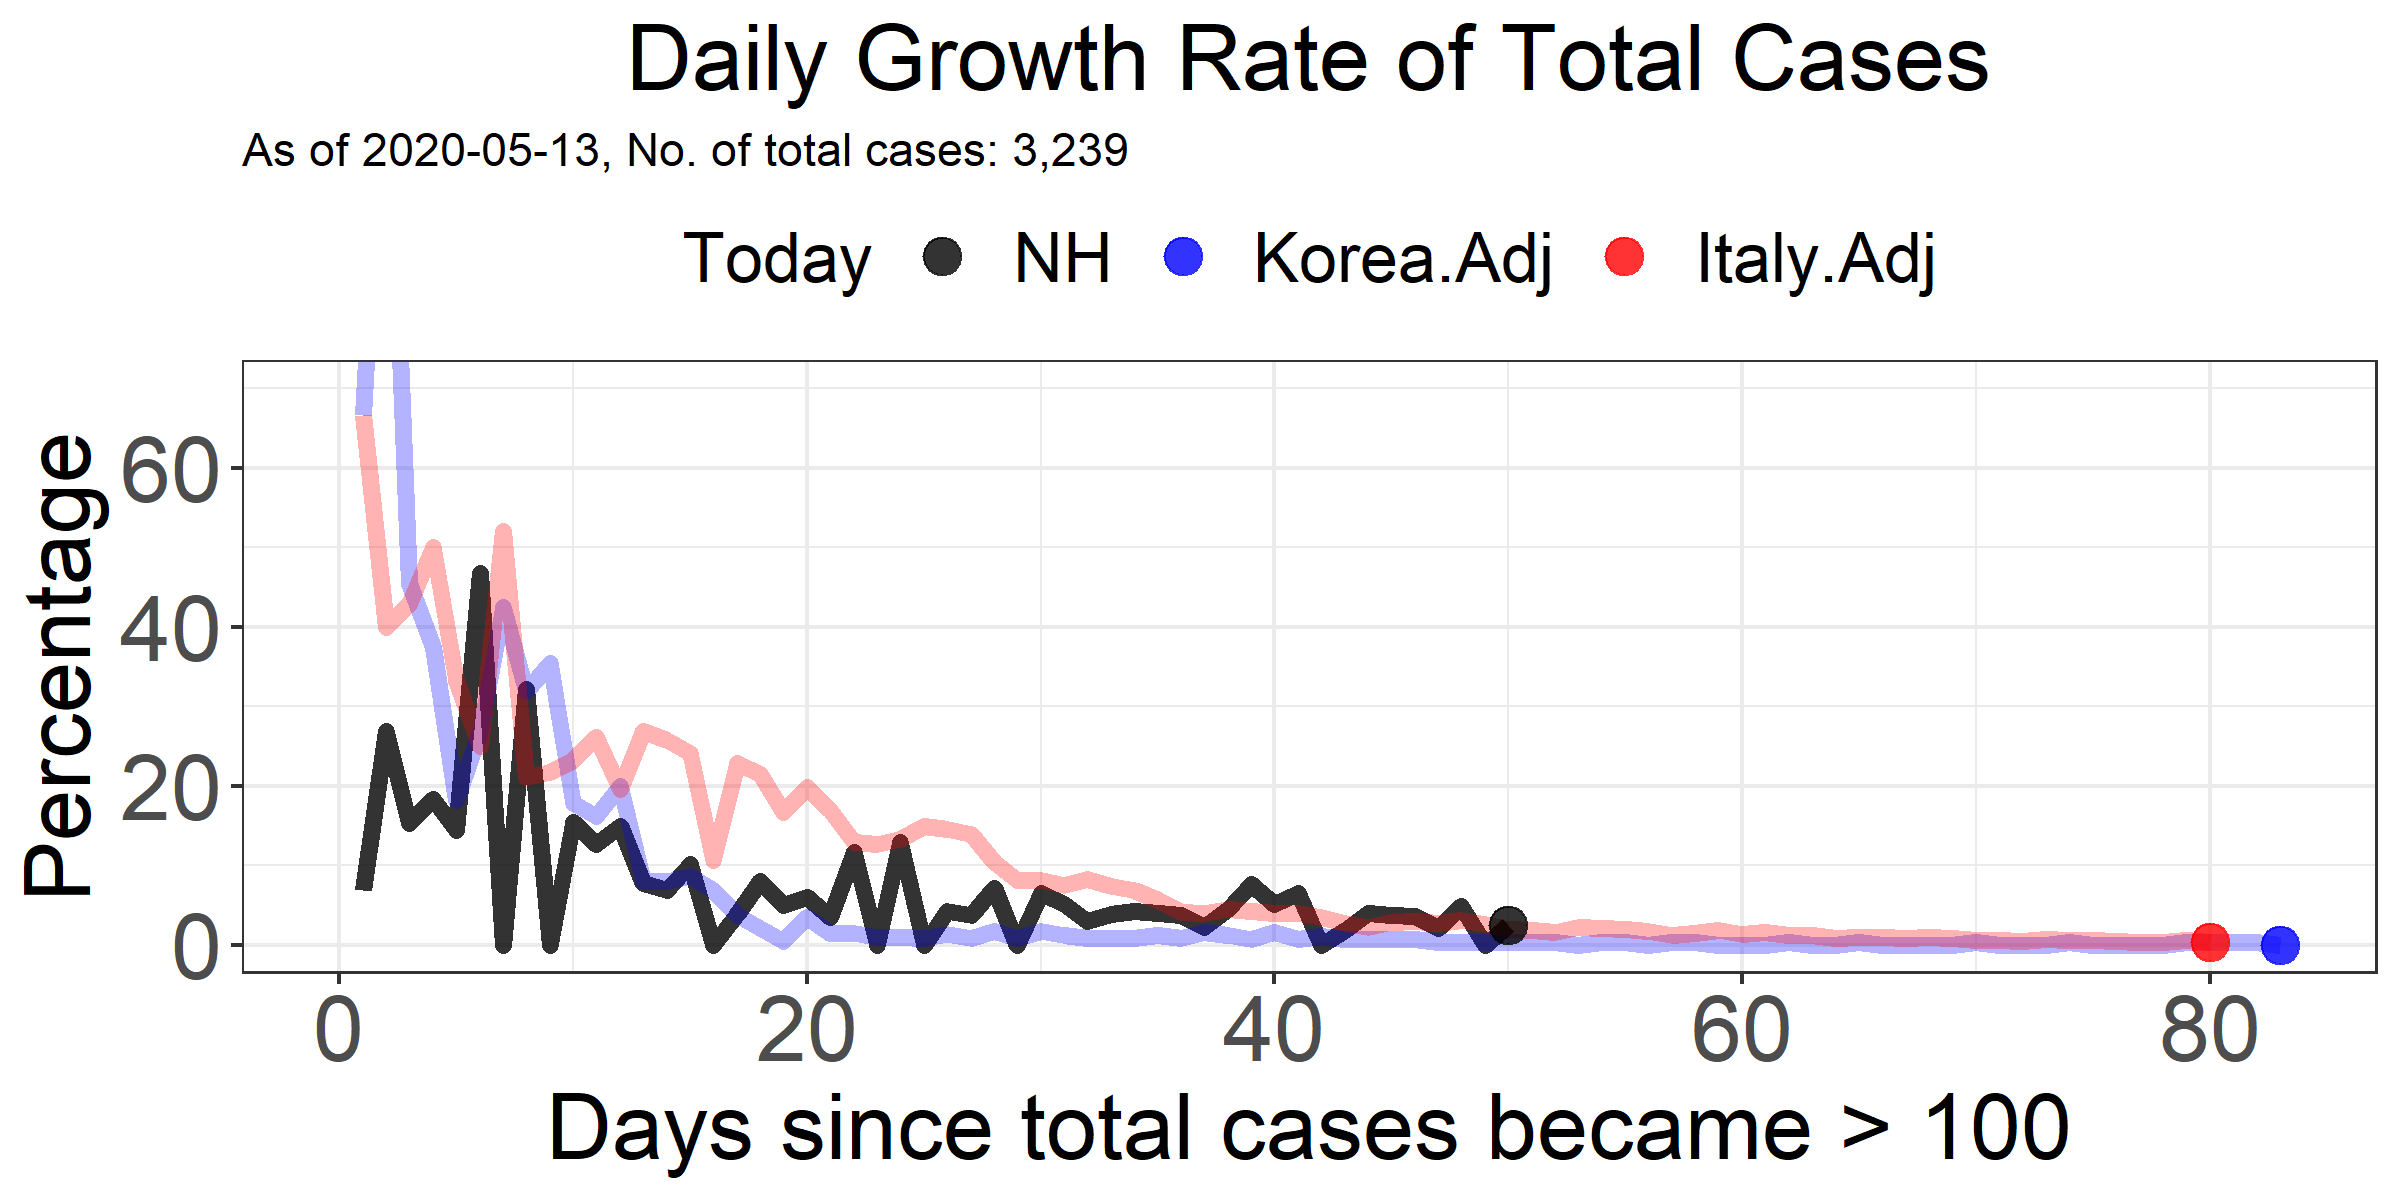 Daily Growth Rate of Total Cases
As of 2020-05-13, No. of total cases: 3,239
Today NH Korea.Adj Italy.Adj
Percentage
60
40
20
0
0 20 40 60 80
Days since total cases became > 100